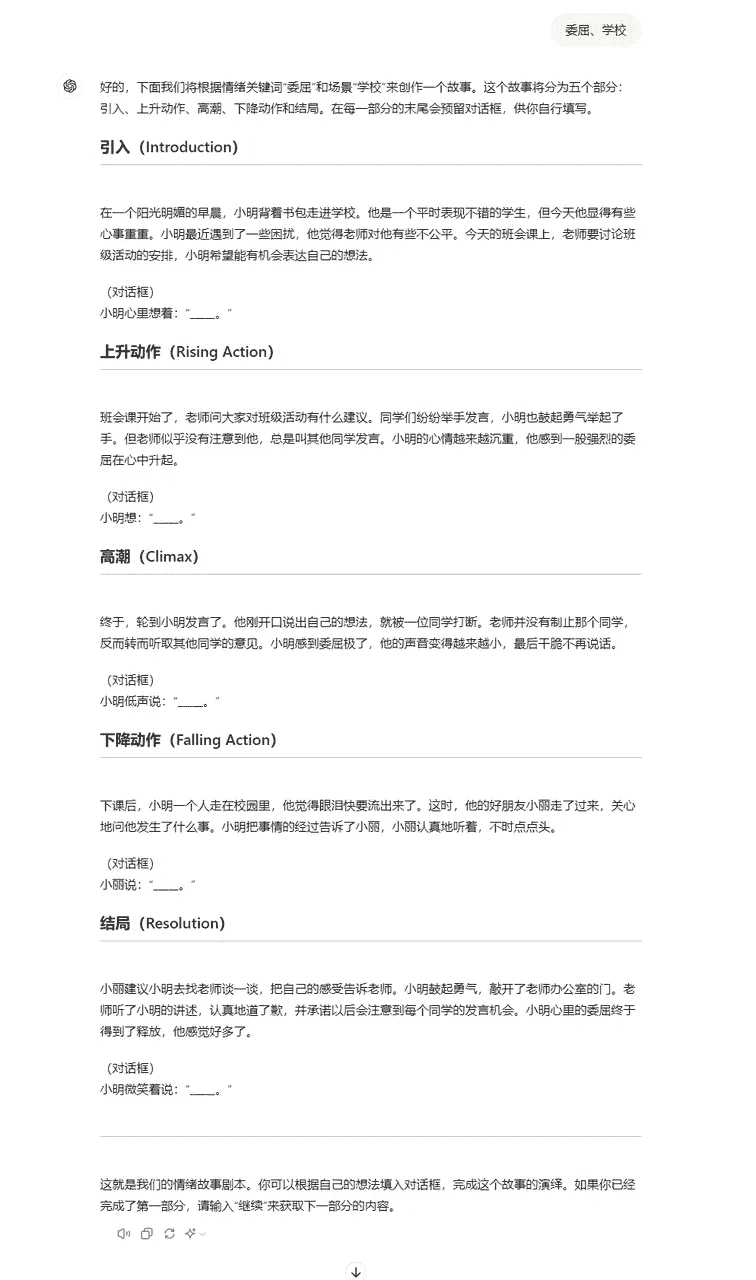 委屈、学校
好的，下面我们将根据情绪关键词“委屈”和场景“学校”来创作一个故事。这个故事将分为五个部分：
引入、上升动作、高潮、下降动作和结局。在每一部分的末尾会预留对话框，供你自行填写。
引入（Introduction）
在一个阳光明媚的早晨，小明背着书包走进学校。他是一个平时表现不错的学生，但今天他显得有些
心事重重。小明最近遇到了一些困扰，他觉得老师对他有些不公平。今天的班会课上，老师要讨论班
级活动的安排，小明希望能有机会表达自己的想法。
（对话框）
小明心里想着：“____。”
上升动作（Rising Action）
班会课开始了，老师问大家对班级活动有什么建议。同学们纷纷举手发言，小明也鼓起勇气举起了
手。但老师似乎没有注意到他，总是叫其他同学发言。小明的心情越来越沉重，他感到一股强烈的委
屈在心中升起。
（对话框）
小明想：“____。”
高潮（Climax）
终于，轮到小明发言了。他刚开口说出自己的想法，就被一位同学打断。老师并没有制止那个同学，
反而转而听取其他同学的意见。小明感到委屈极了，他的声音变得越来越小，最后干脆不再说话。
（对话框）
小明低声说：“____。”
下降动作（Falling Action）
下课后，小明一个人走在校园里，他觉得眼泪快要流出来了。这时，他的好朋友小丽走了过来，关心
地问他发生了什么事。小明把事情的经过告诉了小丽，小丽认真地听着，不时点点头。
（对话框）
小丽说：“____。”
结局（Resolution）
小丽建议小明去找老师谈一谈，把自己的感受告诉老师。小明鼓起勇气，敲开了老师办公室的门。老
师听了小明的讲述，认真地道了歉，并承诺以后会注意到每个同学的发言机会。小明心里的委屈终于
得到了释放，他感觉好多了。
（对话框）
小明微笑着说：“____。”
这就是我们的情绪故事剧本。你可以根据自己的想法填入对话框，完成这个故事的演绎。如果你已经
完成了第一部分，请输入“继续”来获取下一部分的内容。